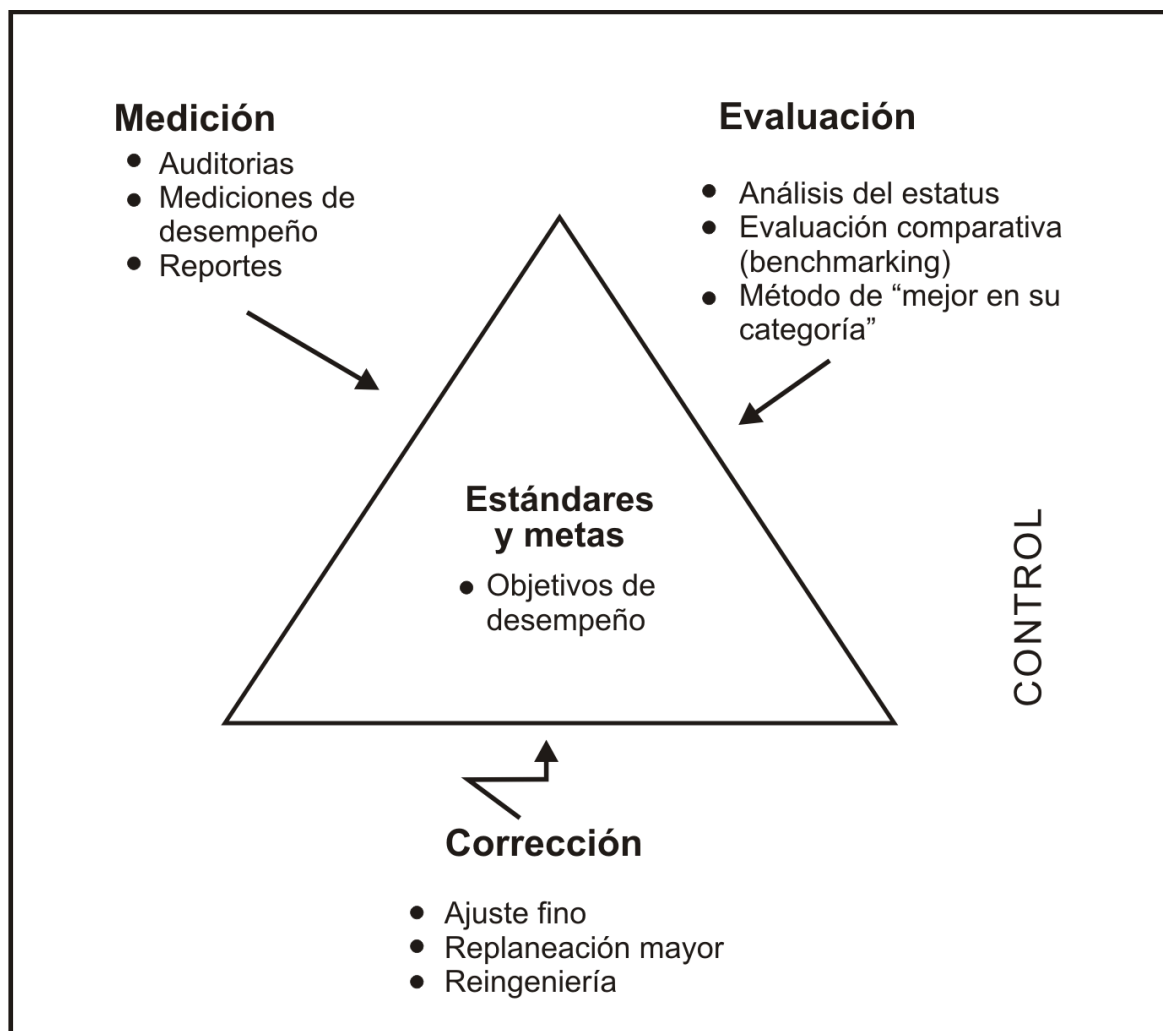 Medición
● Auditorias
● Mediciones de
desempeño
● Reportes
Evaluación
● Análisis del estatus
● Evaluación comparativa
(benchmarking)
● Método de “mejor en su
categoría”
Estándares
y metas
● Objetivos de
desempeño
CONTROL
Corrección
● Ajuste fino
● Replaneación mayor
● Reingeniería